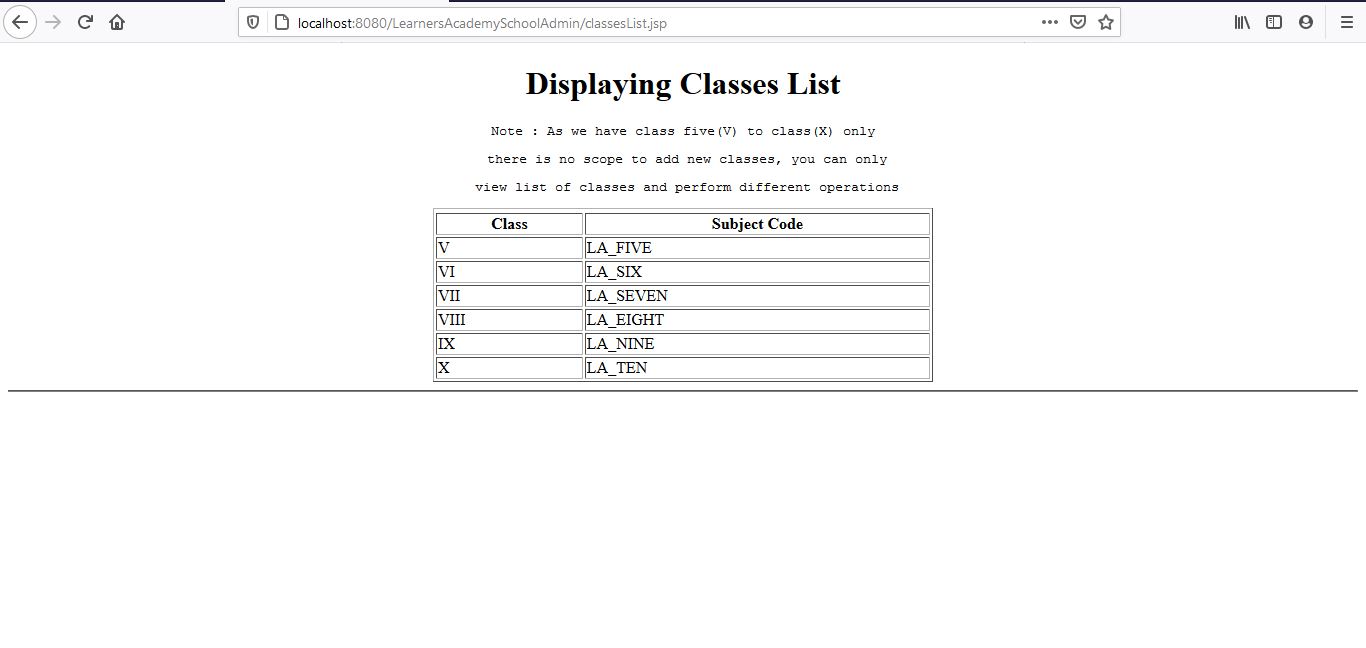 localhost:8080/LearnersAcademySchoolAdmin/classesList.jsp
Displaying Classes List
Note : As we have class five(V) to class(X) only
there is no scope to add new classes, you can only
view list of classes and perform different operations
Class Subject Code
V LA_FIVE
VI LA_SIX
VII LA_SEVEN
VIII LA_EIGHT
IX LA_NINE
X LA_TEN